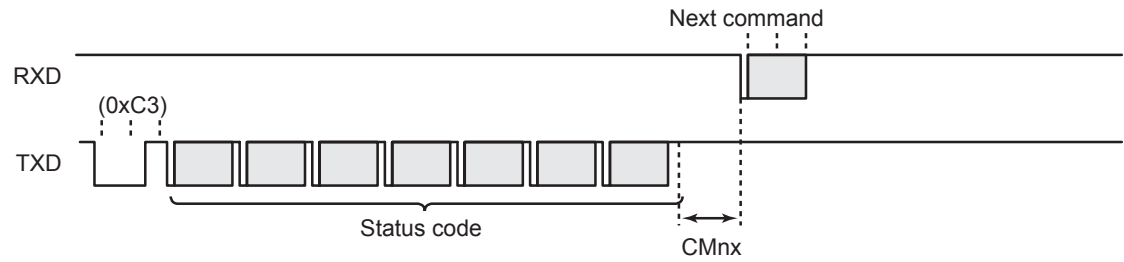 Next command
RXD
(0xC3)
TXD
Status code
CMnx